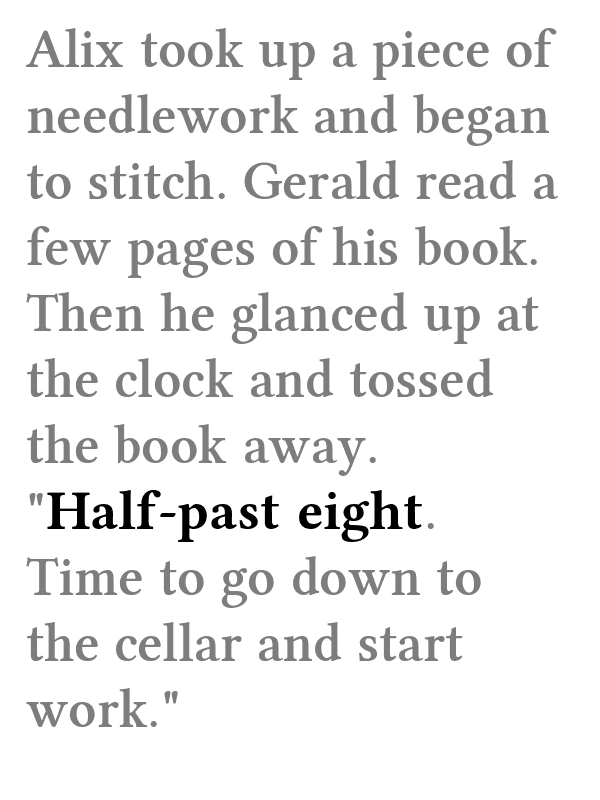 Alix took up a piece of
needlework and began
to stitch. Gerald read a
few pages of his book.
Then he glanced up at
the clock and tossed
the book away.
"Half-past eight.
Time to go down to
the cellar and start
work."